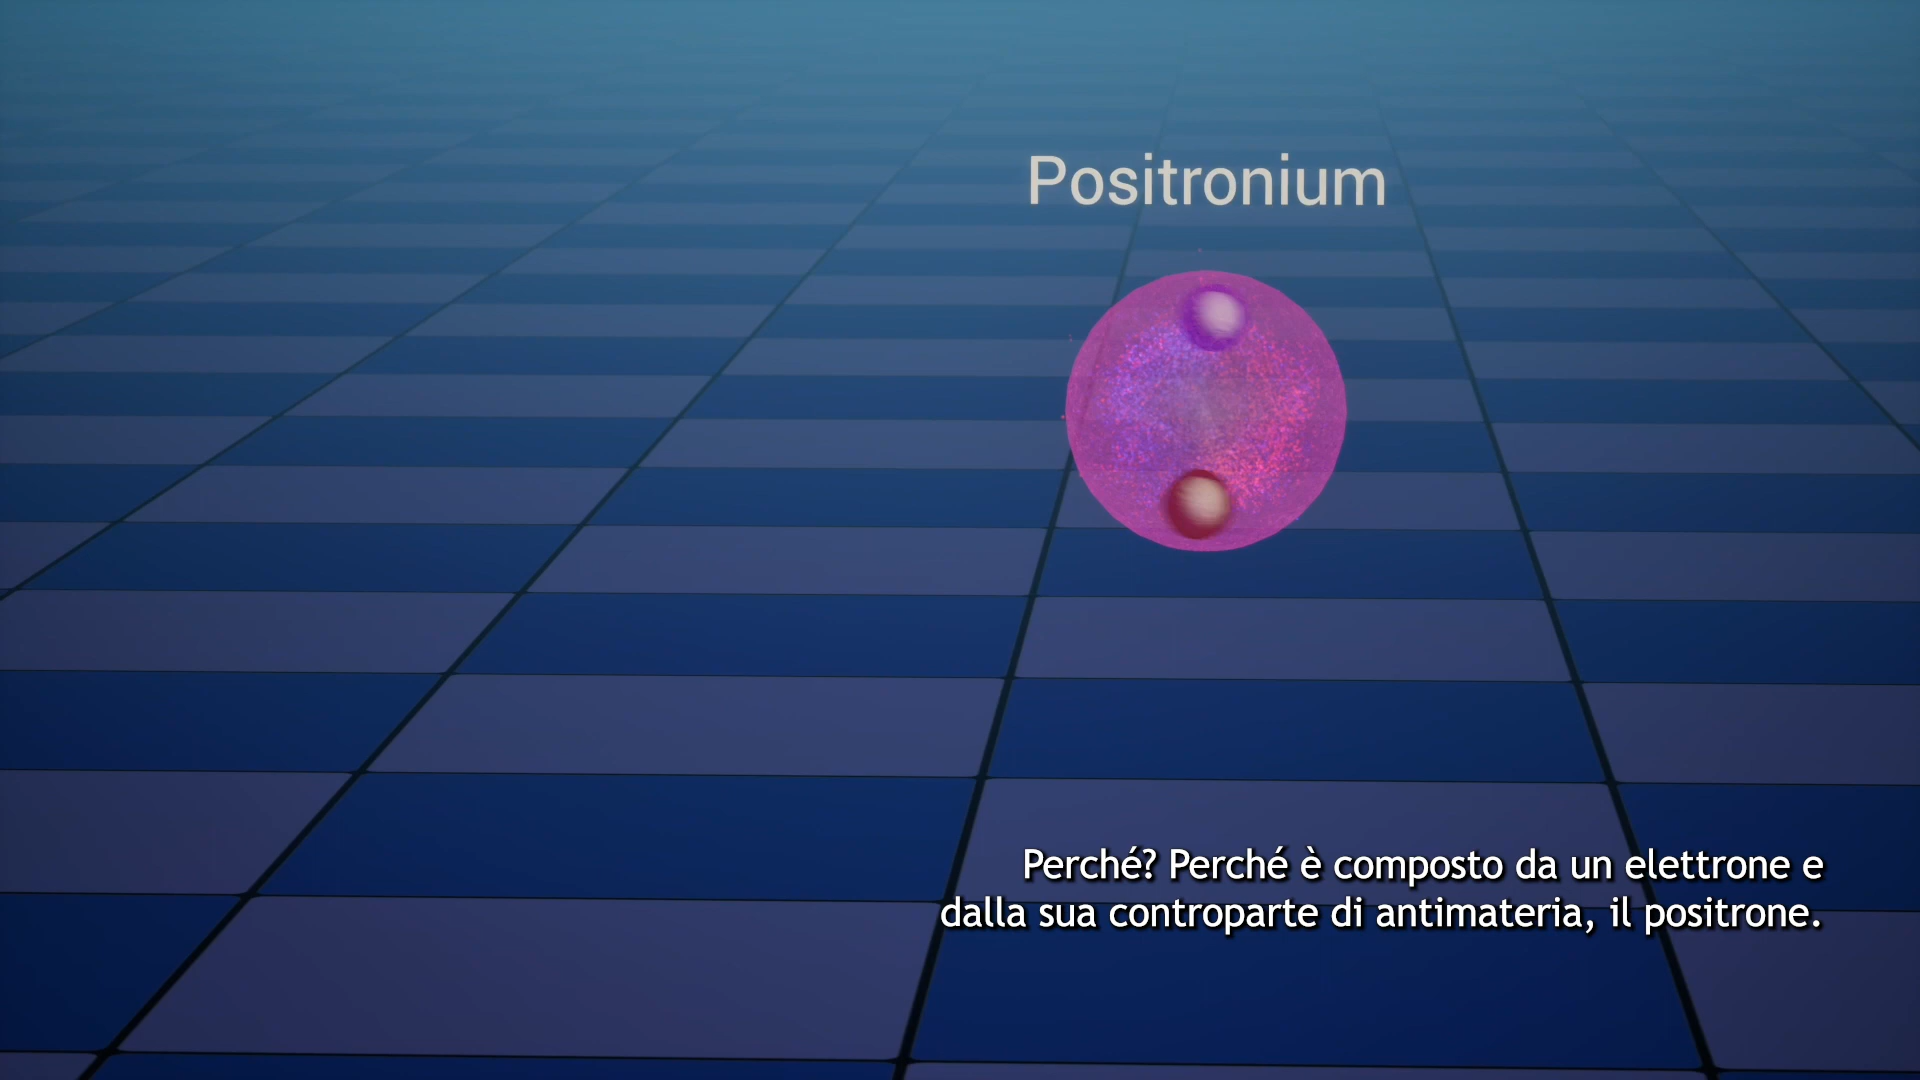 Positronium
Perché? Perché è composto da un elettrone e
dalla sua controparte di antimateria, il positrone.